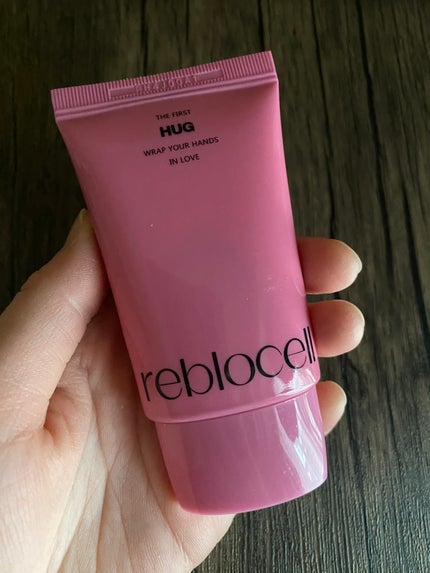 THE FIRST
HUG
WRAP YOUR HANDS
IN LOVE
reblocell